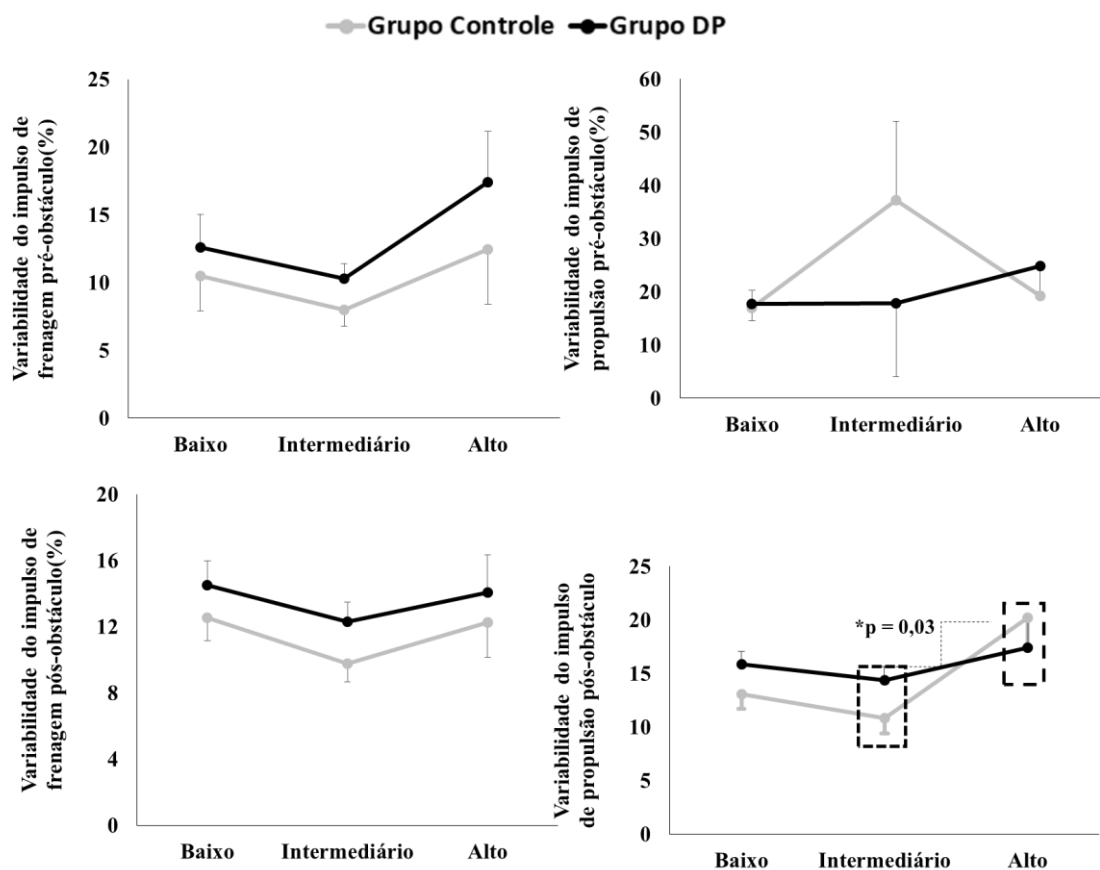 Grupo Controle Grupo DP
Variabilidade do impulso de
frenagem pré-obstáculo(%)
25
20
15
10
5
0
Baixo Intermediário Alto
Variabilidade do impulso de
propulsão pré-obstáculo(%)
60
50
40
30
20
10
0
Baixo Intermediário Alto
Variabilidade do impulso de
frenagem pós-obstáculo(%)
20
16
12
8
4
0
Baixo Intermediário Alto
Variabilidade do impulso
de propulsão pós-obstáculo
25
20
15
10
5
0
*p = 0,03
Baixo Intermediário Alto